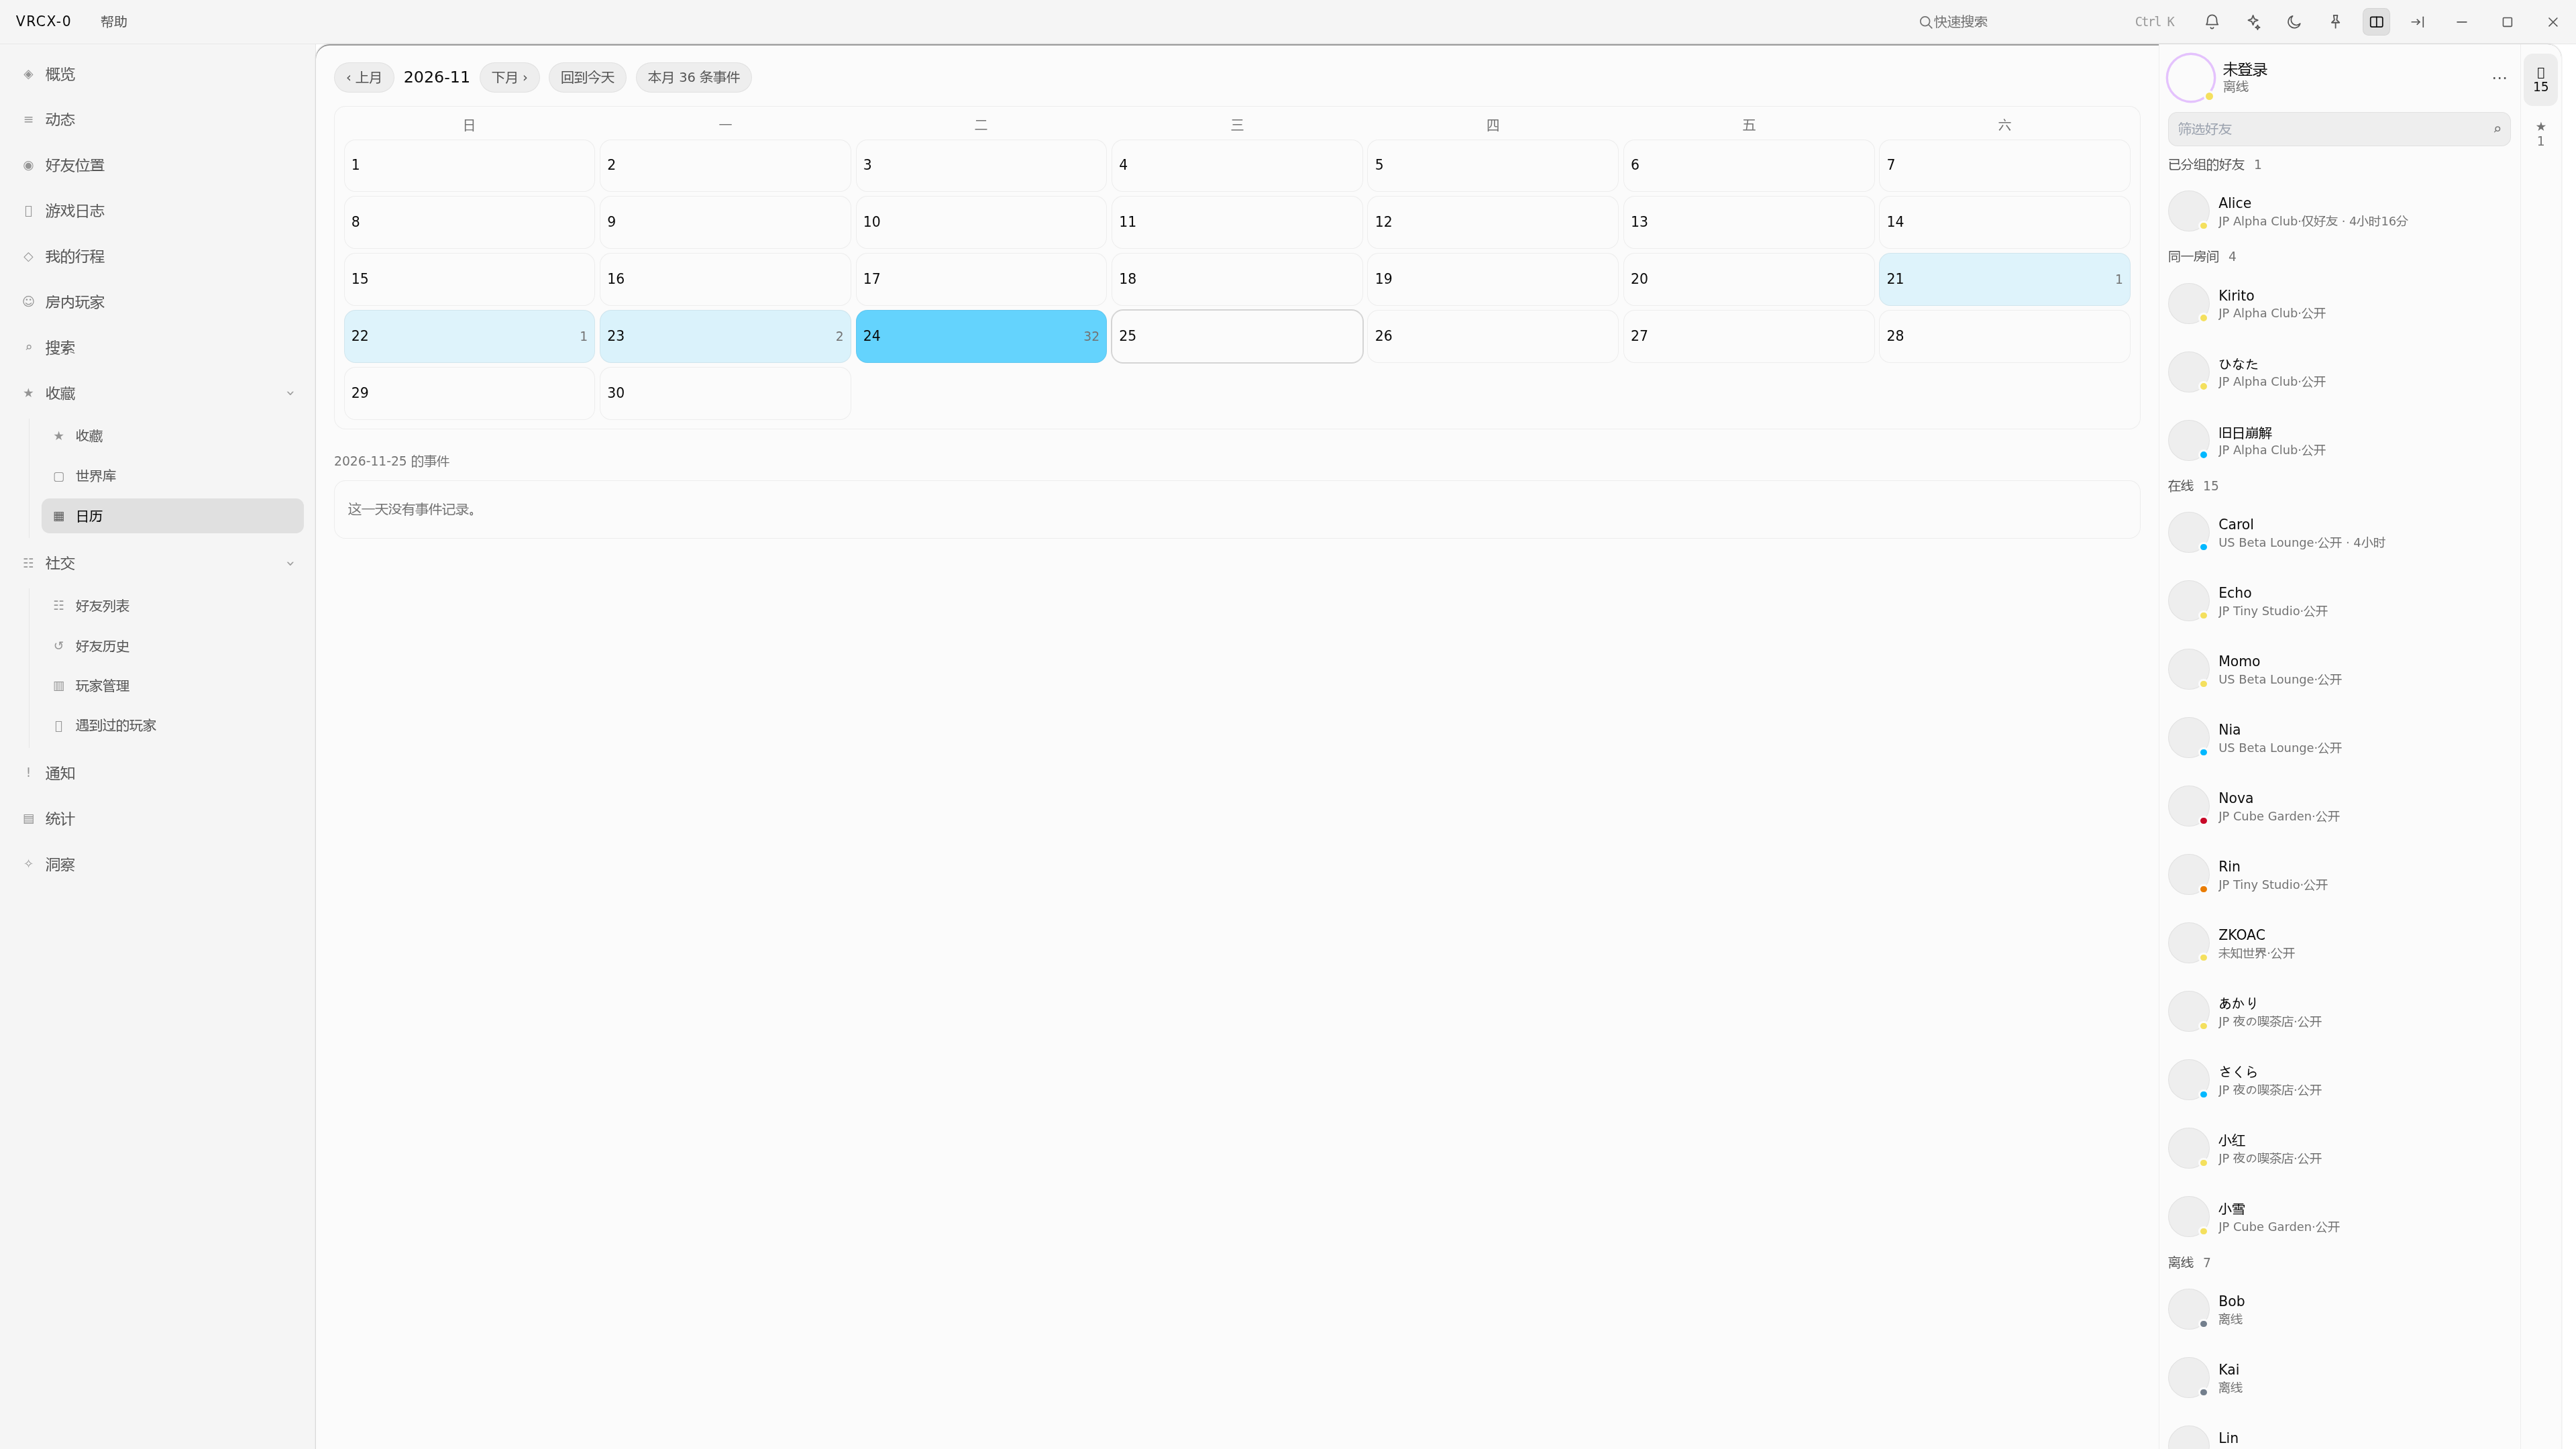 VRCX-0
帮助
快速搜索
Ctrl K
概览
动态
好友位置
游戏日志
我的行程
房内玩家
搜索
收藏
收藏
世界库
日历
社交
好友列表
好友历史
玩家管理
遇到过的玩家
通知
统计
洞察
‹ 上月
2026-11
下月 ›
回到今天
本月 36 条事件
日 一 二 三 四 五 六
1 2 3 4 5 6 7
8 9 10 11 12 13 14
15 16 17 18 19 20 21 1
22 1 23 2 24 32 25 26 27 28
29 30
2026-11-25 的事件
这一天没有事件记录。
未登录
离线
筛选好友
已分组的好友 1
Alice
JP Alpha Club·仅好友 · 4小时16分
同一房间 4
Kirito
JP Alpha Club·公开
ひなた
JP Alpha Club·公开
旧日崩解
JP Alpha Club·公开
在线 15
Carol
US Beta Lounge·公开 · 4小时
Echo
JP Tiny Studio·公开
Momo
US Beta Lounge·公开
Nia
US Beta Lounge·公开
Nova
JP Cube Garden·公开
Rin
JP Tiny Studio·公开
ZKOAC
未知世界·公开
あかり
JP 夜の喫茶店·公开
さくら
JP 夜の喫茶店·公开
小红
JP 夜の喫茶店·公开
小雪
JP Cube Garden·公开
离线 7
Bob
离线
Kai
离线
Lin
15
1